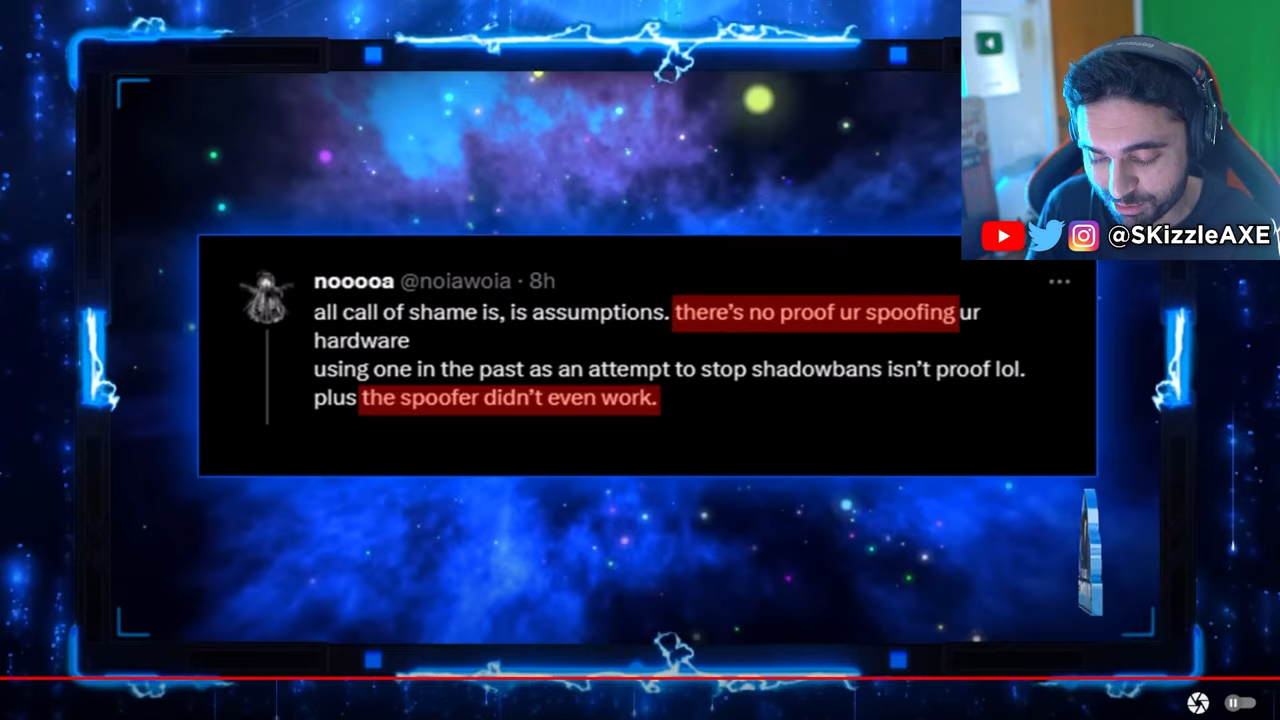 @SKizzleAXE
nooooa @noiawoia · 8h
all call of shame is, is assumptions. there's no proof ur spoofing ur
hardware
using one in the past as an attempt to stop shadowbans isn't proof lol.
plus the spoofer didn't even work.